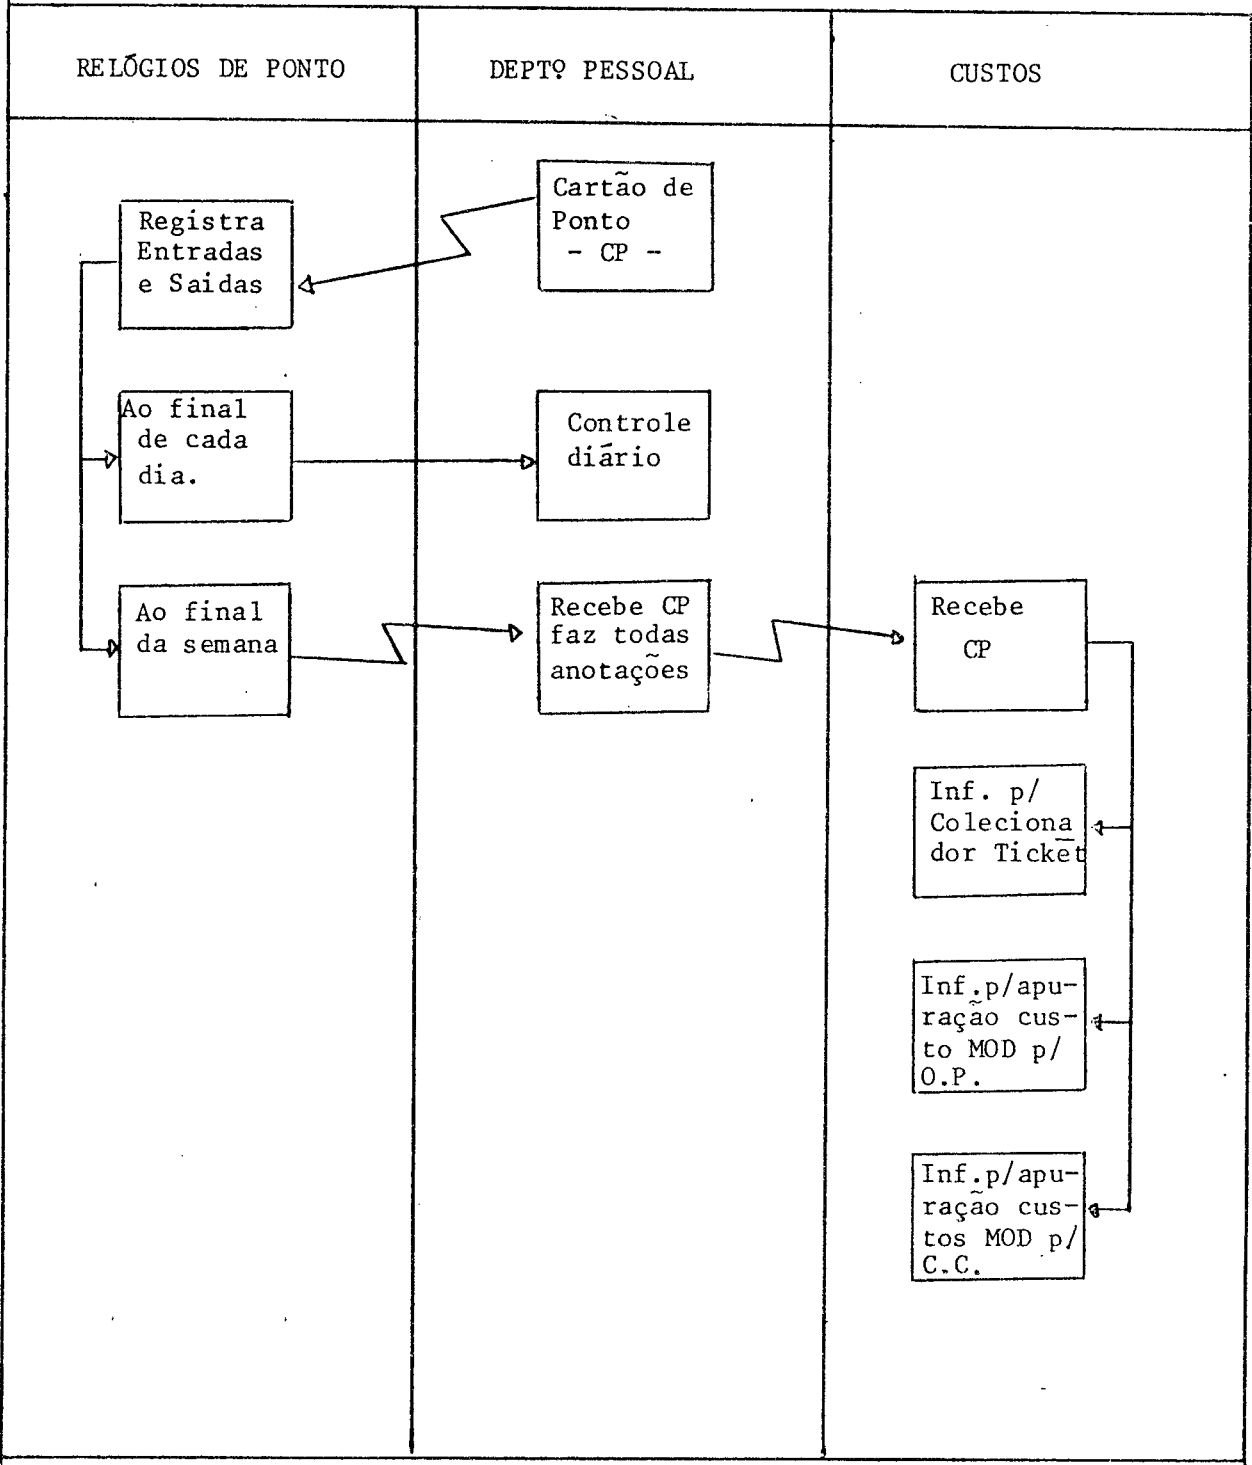 RELÓGIOS DE PONTO
DEPTº PESSOAL
CUSTOS
Cartão de
Ponto
- CP -
Registra
Entradas
e Saidas
Ao final
de cada
dia.
Controle
diário
Ao final
da semana
Recebe CP
faz todas
anotações
Recebe
CP
Inf. p/
Coleciona
dor Ticket
Inf.p/apu-
ração cus-
to MOD p/
O.P.
Inf.p/apu-
ração cus-
tos MOD p/
C.C.